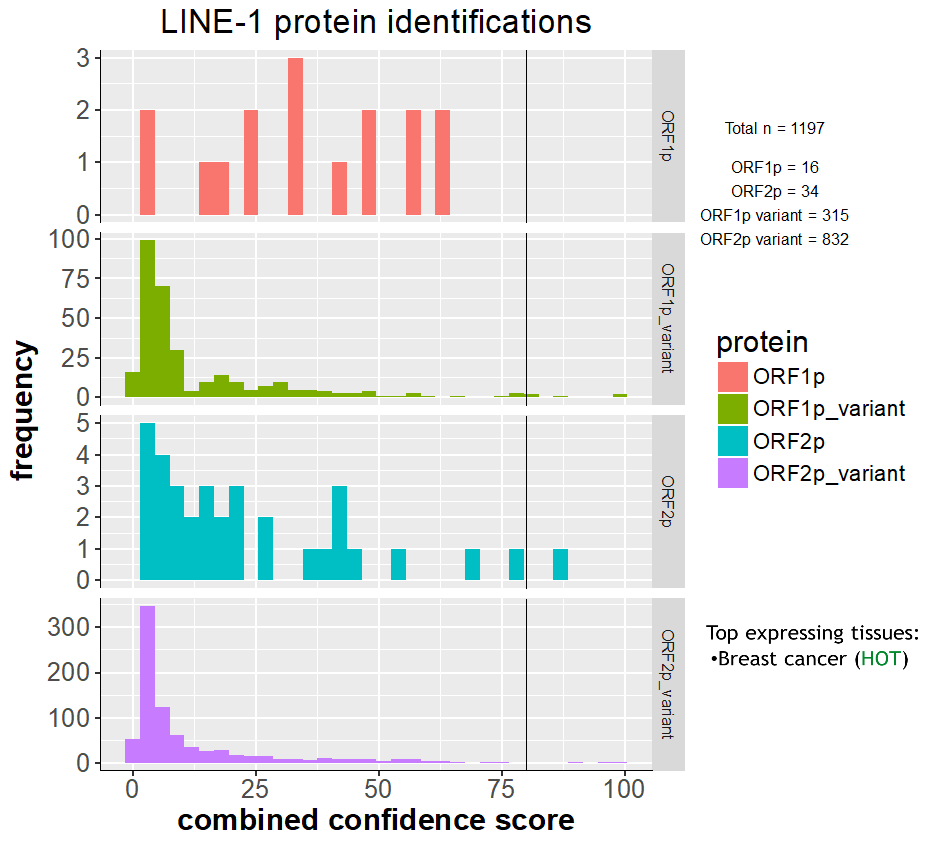 LINE-1 protein identifications
3
2
1
0
ORF1p
100
75
50
25
0
ORF1p_variant
5
4
3
2
1
0
ORF2p
300
200
100
0
ORF2p_variant
0 25 50 75 100
combined confidence score
frequency
Total n = 1197
ORF1p = 16
ORF2p = 34
ORF1p variant = 315
ORF2p variant = 832
protein
ORF1p
ORF1p_variant
ORF2p
ORF2p_variant
Top expressing tissues:
•Breast cancer (HOT)